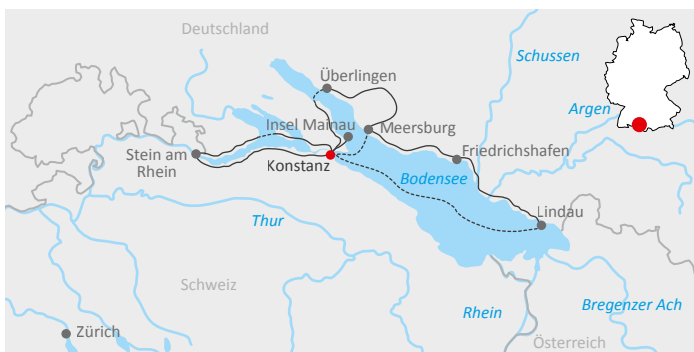 Deutschland
Schussen
Überlingen
Argen
Insel Mainau
Meersburg
Stein am
Rhein
Konstanz
Friedrichshafen
Bodensee
Thur
Lindau
Schweiz
Rhein
Bregenzer Ach
Zürich
Österreich